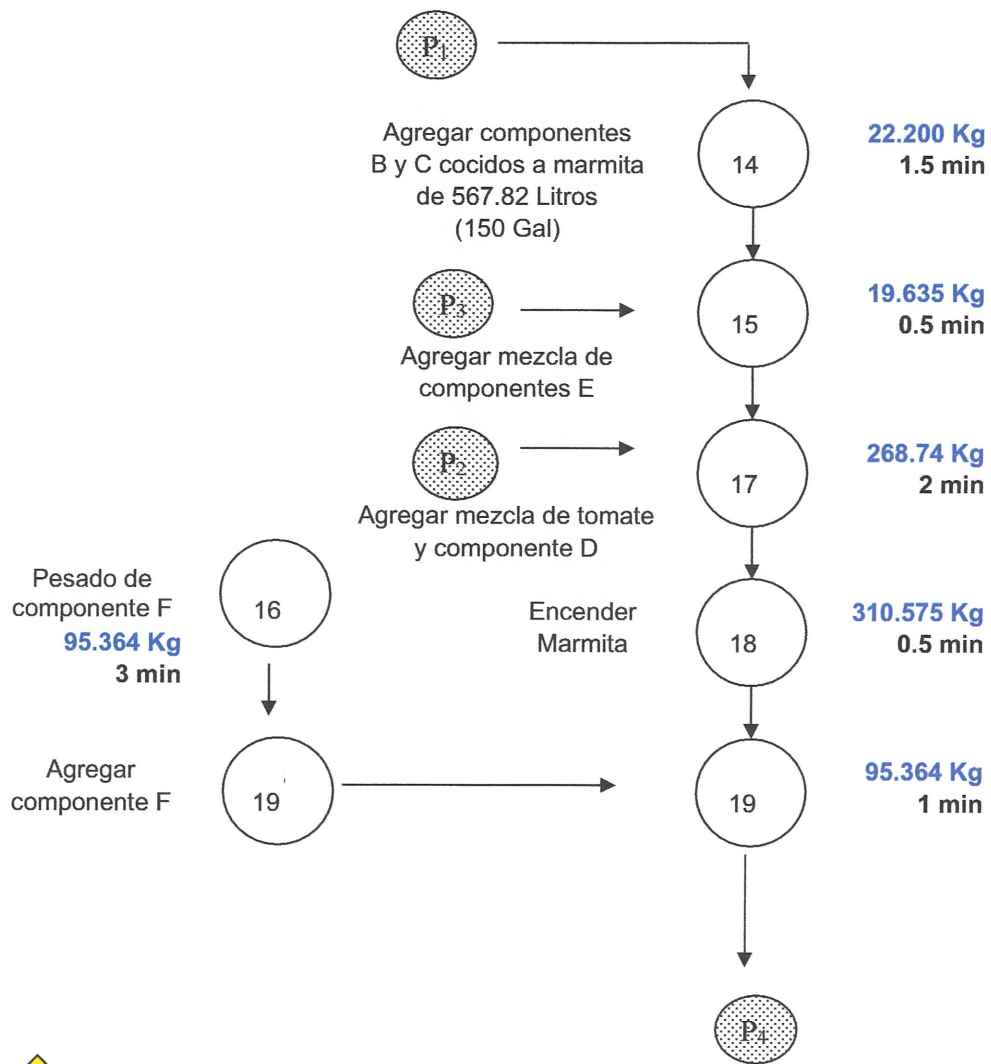 P1
Agregar componentes
B y C cocidos a marmita
de 567.82 Litros
(150 Gal)
14
22.200 Kg
1.5 min
P3
Agregar mezcla de
componentes E
15
19.635 Kg
0.5 min
P2
Agregar mezcla de tomate
y componente D
17
268.74 Kg
2 min
Pesado de
componente F
95.364 Kg
3 min
16
Encender
Marmita
18
310.575 Kg
0.5 min
Agregar
componente F
19
19
95.364 Kg
1 min
P4